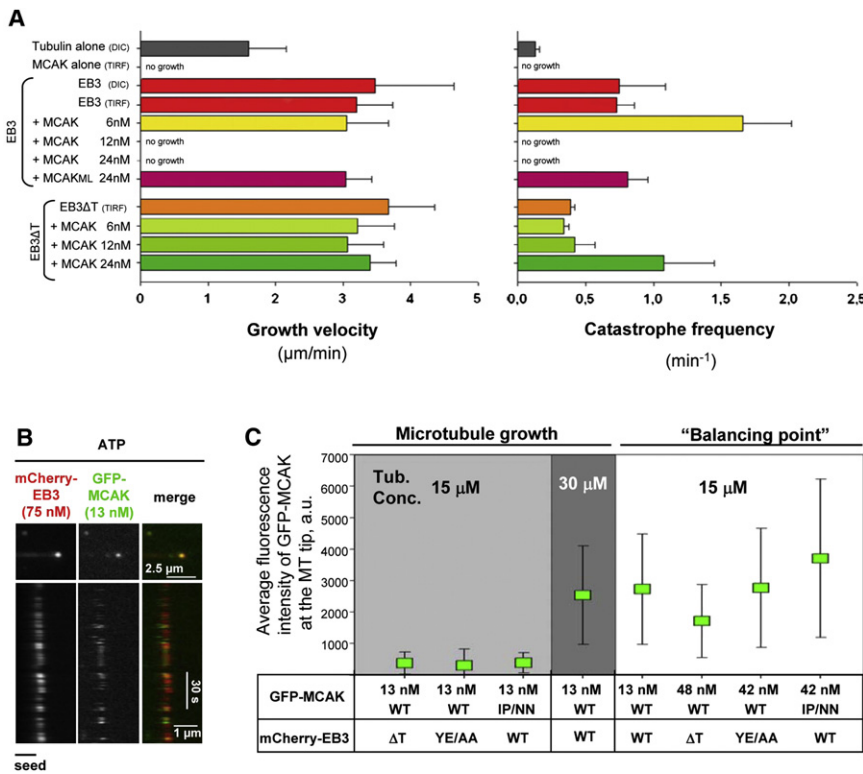 A
Tubulin alone (DIC)
MCAK alone (TIRF)
no growth
no growth
EB3
EB3 (DIC)
EB3 (TIRF)
+ MCAK 6nM
+ MCAK 12nM
no growth
no growth
+ MCAK 24nM
no growth
no growth
+ MCAKML 24nM
EB3ΔT
EB3ΔT (TIRF)
+ MCAK 6nM
+ MCAK 12nM
+ MCAK 24nM
0 1 2 3 4 5
Growth velocity
(µm/min)
0,0 0,5 1,0 1,5 2,0 2,5
Catastrophe frequency
(min-1)
B
ATP
mCherry-
EB3
(75 nM)
GFP-
MCAK
(13 nM)
merge
2.5 µm
30 s
1 µm
seed
C
Microtubule growth
"Balancing point"
Average fluorescence
intensity of GFP-MCAK
at the MT tip, a.u.
7000
6000
5000
4000
3000
2000
1000
Tub.
Conc.
15 µM
30 µM
15 µM
GFP-MCAK
13 nM WT
13 nM WT
13 nM IP/NN
13 nM WT
13 nM WT
48 nM WT
42 nM WT
42 nM IP/NN
mCherry-EB3
ΔT YE/AA WT WT WT ΔT YE/AA WT